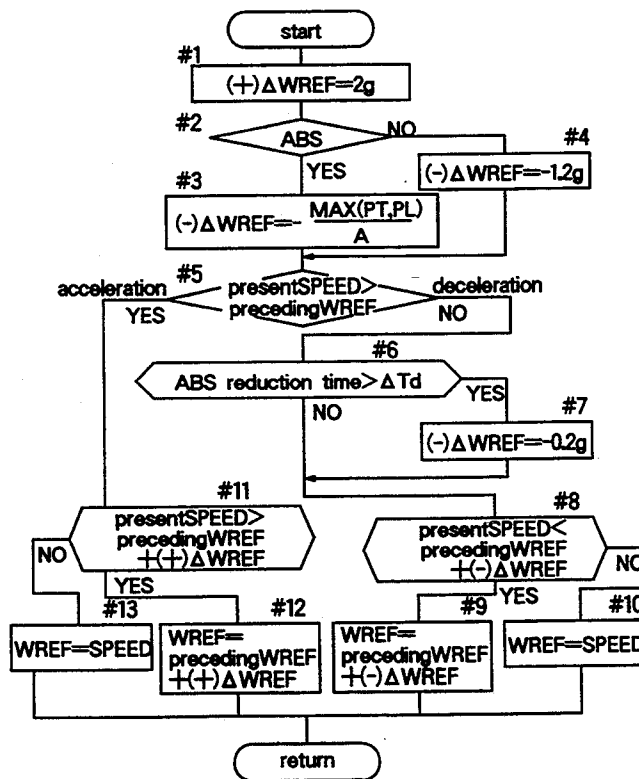 start
#1
(+)ΔWREF=2g
#2
ABS
NO
YES
#4
(-)ΔWREF=-1.2g
#3
(-)ΔWREF=- MAX(PT,PL)
A
#5
acceleration
presentSPEED>
precedingWREF
deceleration
YES
NO
#6
ABS reduction time>ΔTd
YES
NO
#7
(-)ΔWREF=-0.2g
#11
presentSPEED>
precedingWREF
+(+)ΔWREF
NO
YES
#8
presentSPEED<
precedingWREF
+(-)ΔWREF
NO
YES
#13
WREF=SPEED
#12
WREF=
precedingWREF
+(+)ΔWREF
#9
WREF=
precedingWREF
+(-)ΔWREF
#10
WREF=SPEED
return